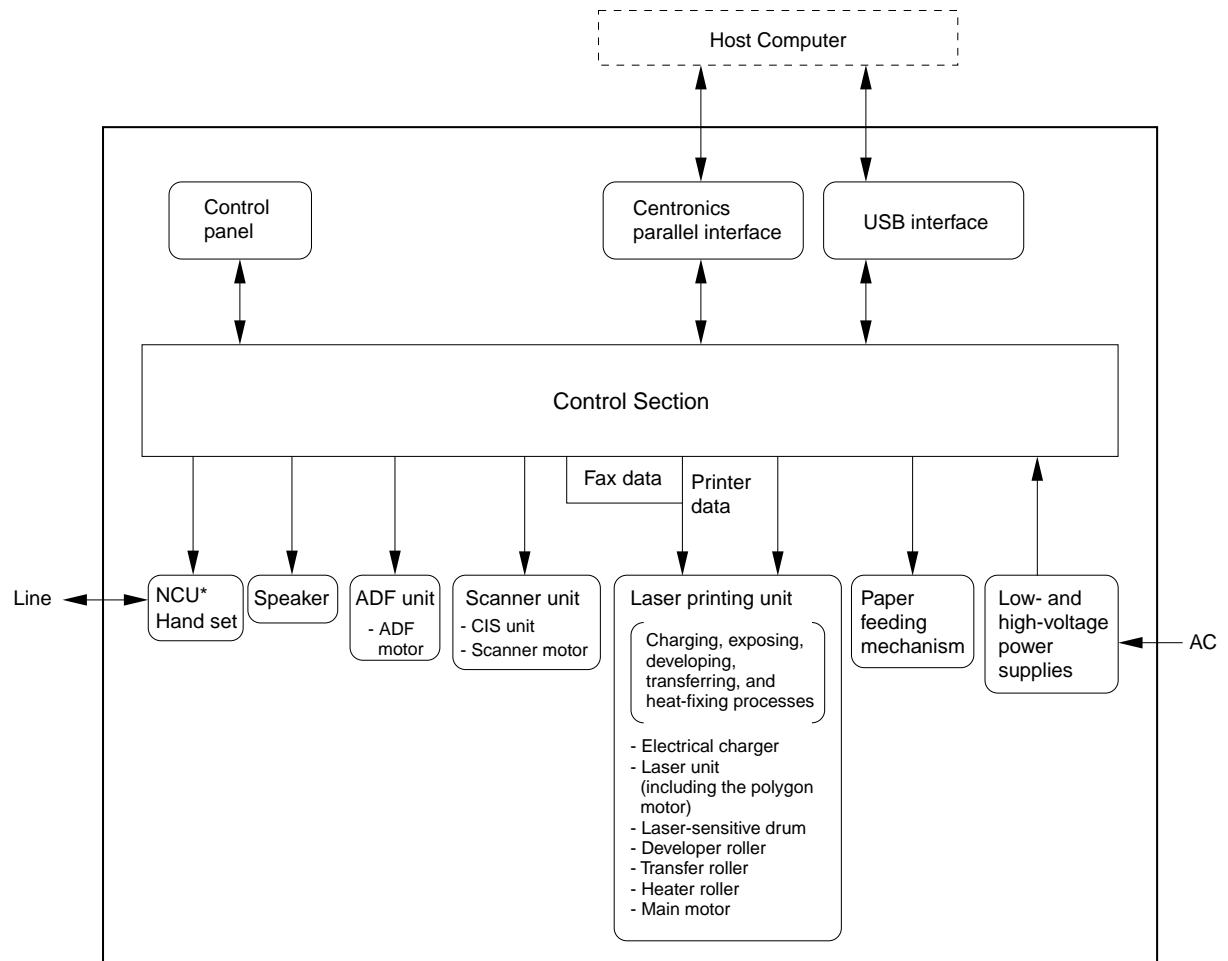 Host Computer
Control
panel
Centronics
parallel interface
USB interface
Control Section
Fax data
Printer
data
Line
NCU*
Hand set
Speaker
ADF unit
- ADF
motor
Scanner unit
- CIS unit
- Scanner motor
Laser printing unit
Charging, exposing,
developing,
transferring, and
heat-fixing processes
- Electrical charger
- Laser unit
(including the polygon
motor)
- Laser-sensitive drum
- Developer roller
- Transfer roller
- Heater roller
- Main motor
Paper
feeding
mechanism
Low- and
high-voltage
power
supplies
AC